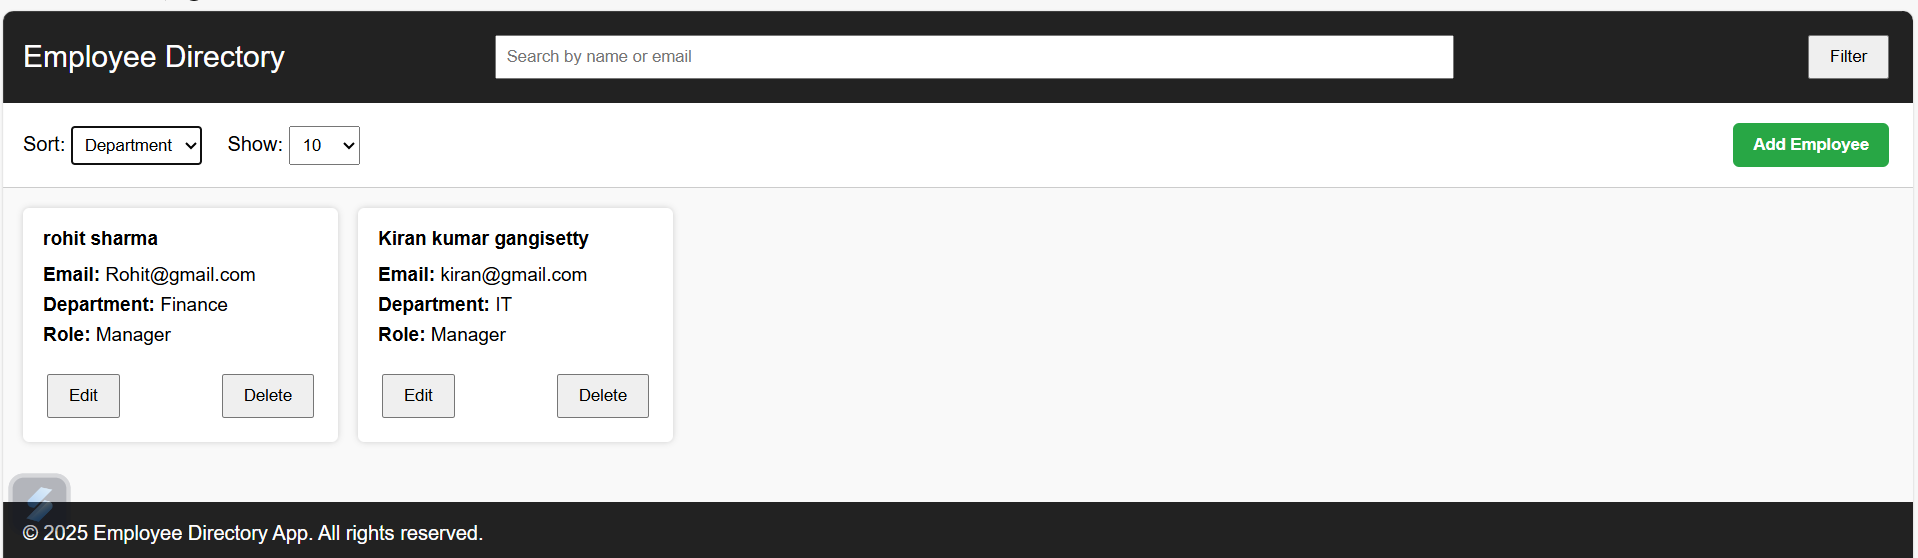 Employee Directory
Search by name or email
Filter
Sort: Department Show: 10
Add Employee
rohit sharma
Email: Rohit@gmail.com
Department: Finance
Role: Manager
Edit Delete
Kiran kumar gangisetty
Email: kiran@gmail.com
Department: IT
Role: Manager
Edit Delete
© 2025 Employee Directory App. All rights reserved.